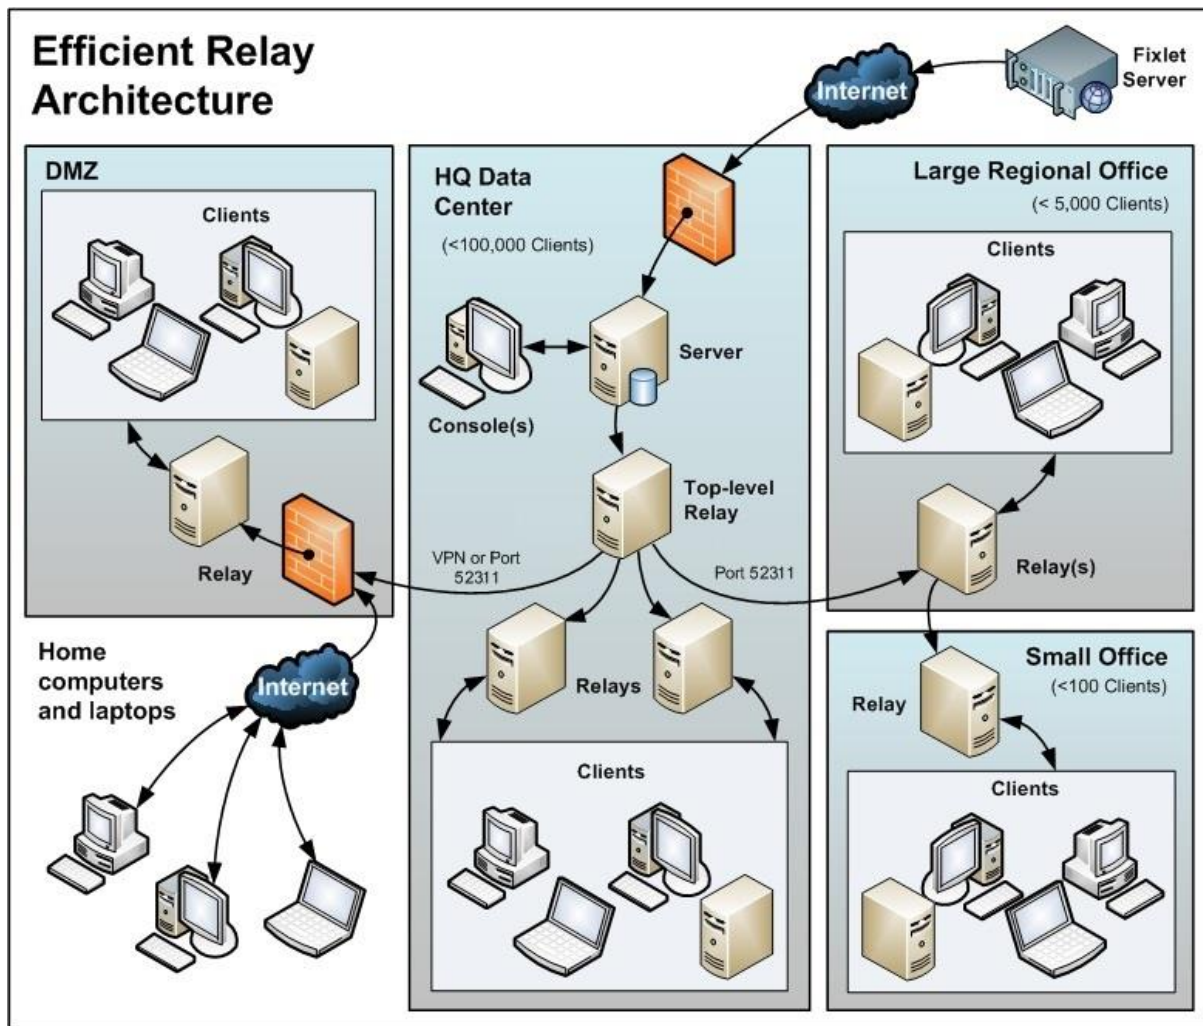 Efficient Relay
Architecture
Internet
Fixlet
Server
DMZ
Clients
Relay
HQ Data
Center
(<100,000 Clients)
Server
Console(s)
Top-level
Relay
VPN or Port
52311
Port 52311
Relays
Clients
Large Regional Office
(< 5,000 Clients)
Clients
Relay(s)
Home
computers
and laptops
Internet
Small Office
(<100 Clients)
Relay
Clients